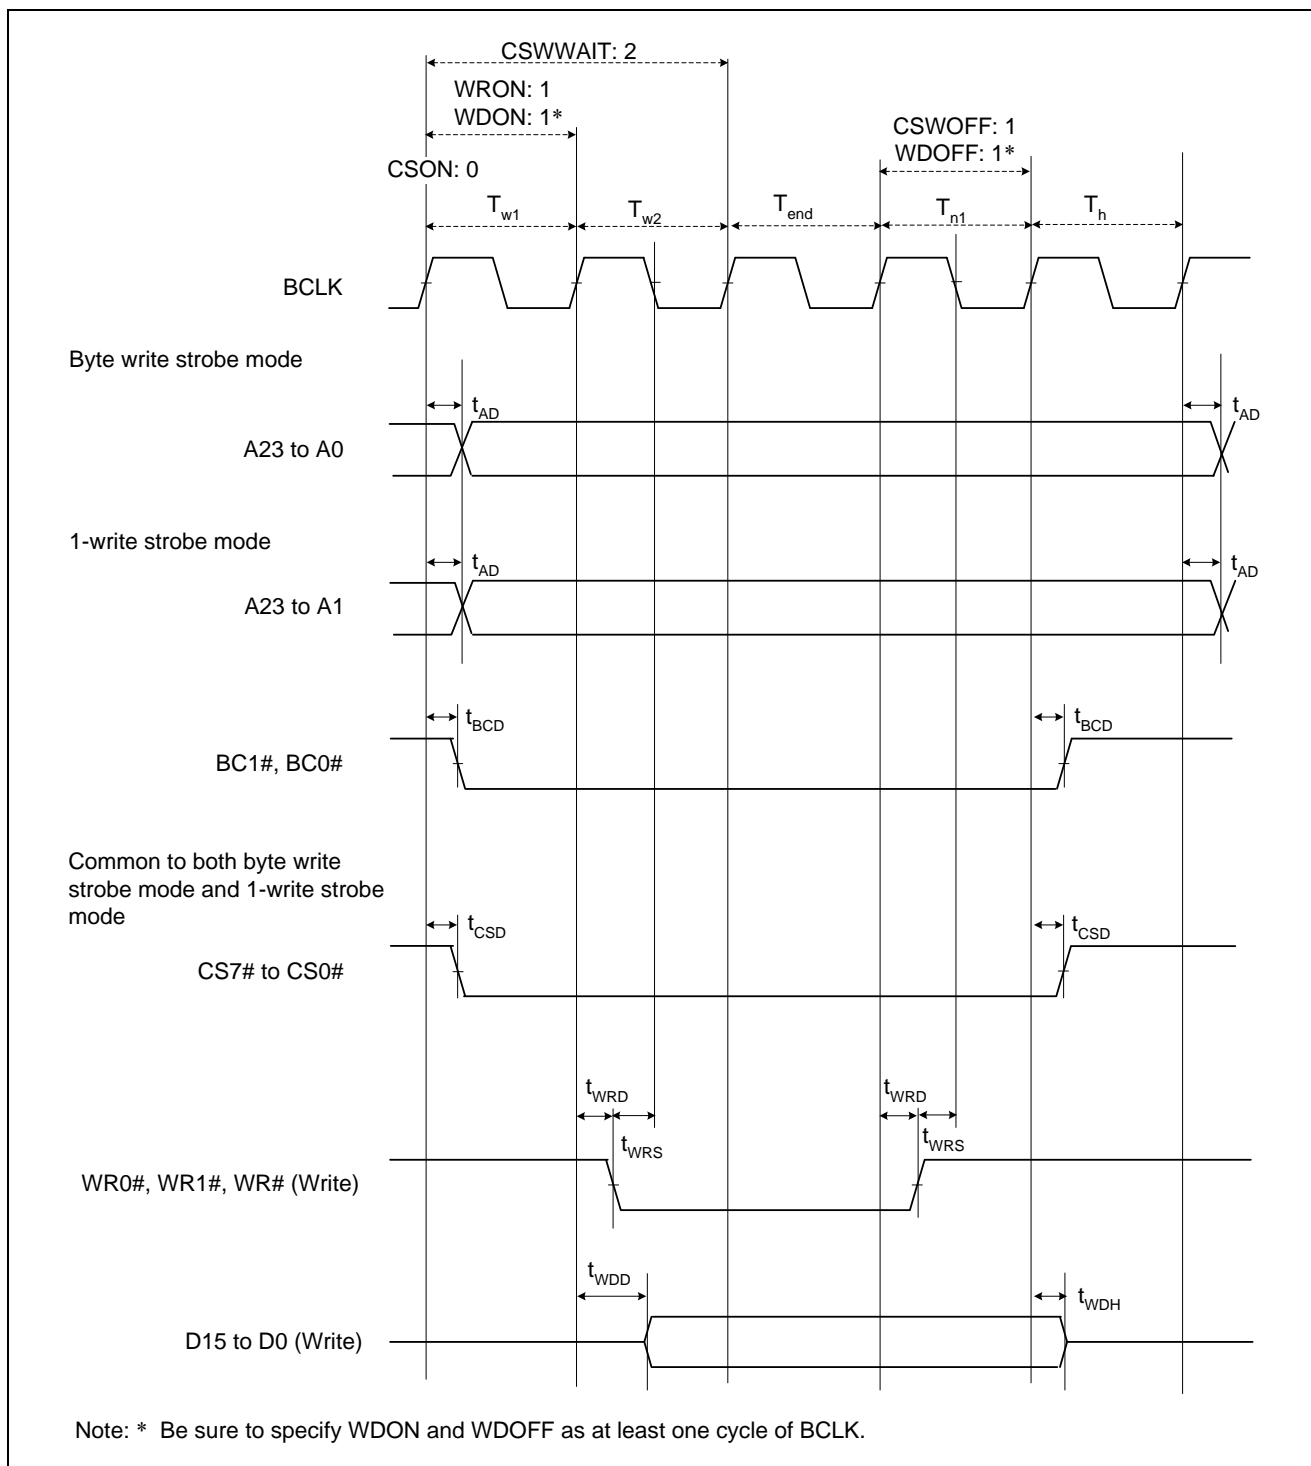 CSWWAIT: 2
WRON: 1
WDON: 1*
CSWOFF: 1
WDOFF: 1*
CSON: 0
Tw1
Tw2
Tend
Tn1
Th
BCLK
Byte write strobe mode
tAD
tAD
A23 to A0
1-write strobe mode
tAD
tAD
A23 to A1
tBCD
tBCD
BC1#, BC0#
Common to both byte write
strobe mode and 1-write strobe
mode
tCSD
tCSD
CS7# to CS0#
tWRD
tWRD
tWRS
tWRS
WR0#, WR1#, WR# (Write)
tWDD
tWDH
D15 to D0 (Write)
Note: * Be sure to specify WDON and WDOFF as at least one cycle of BCLK.